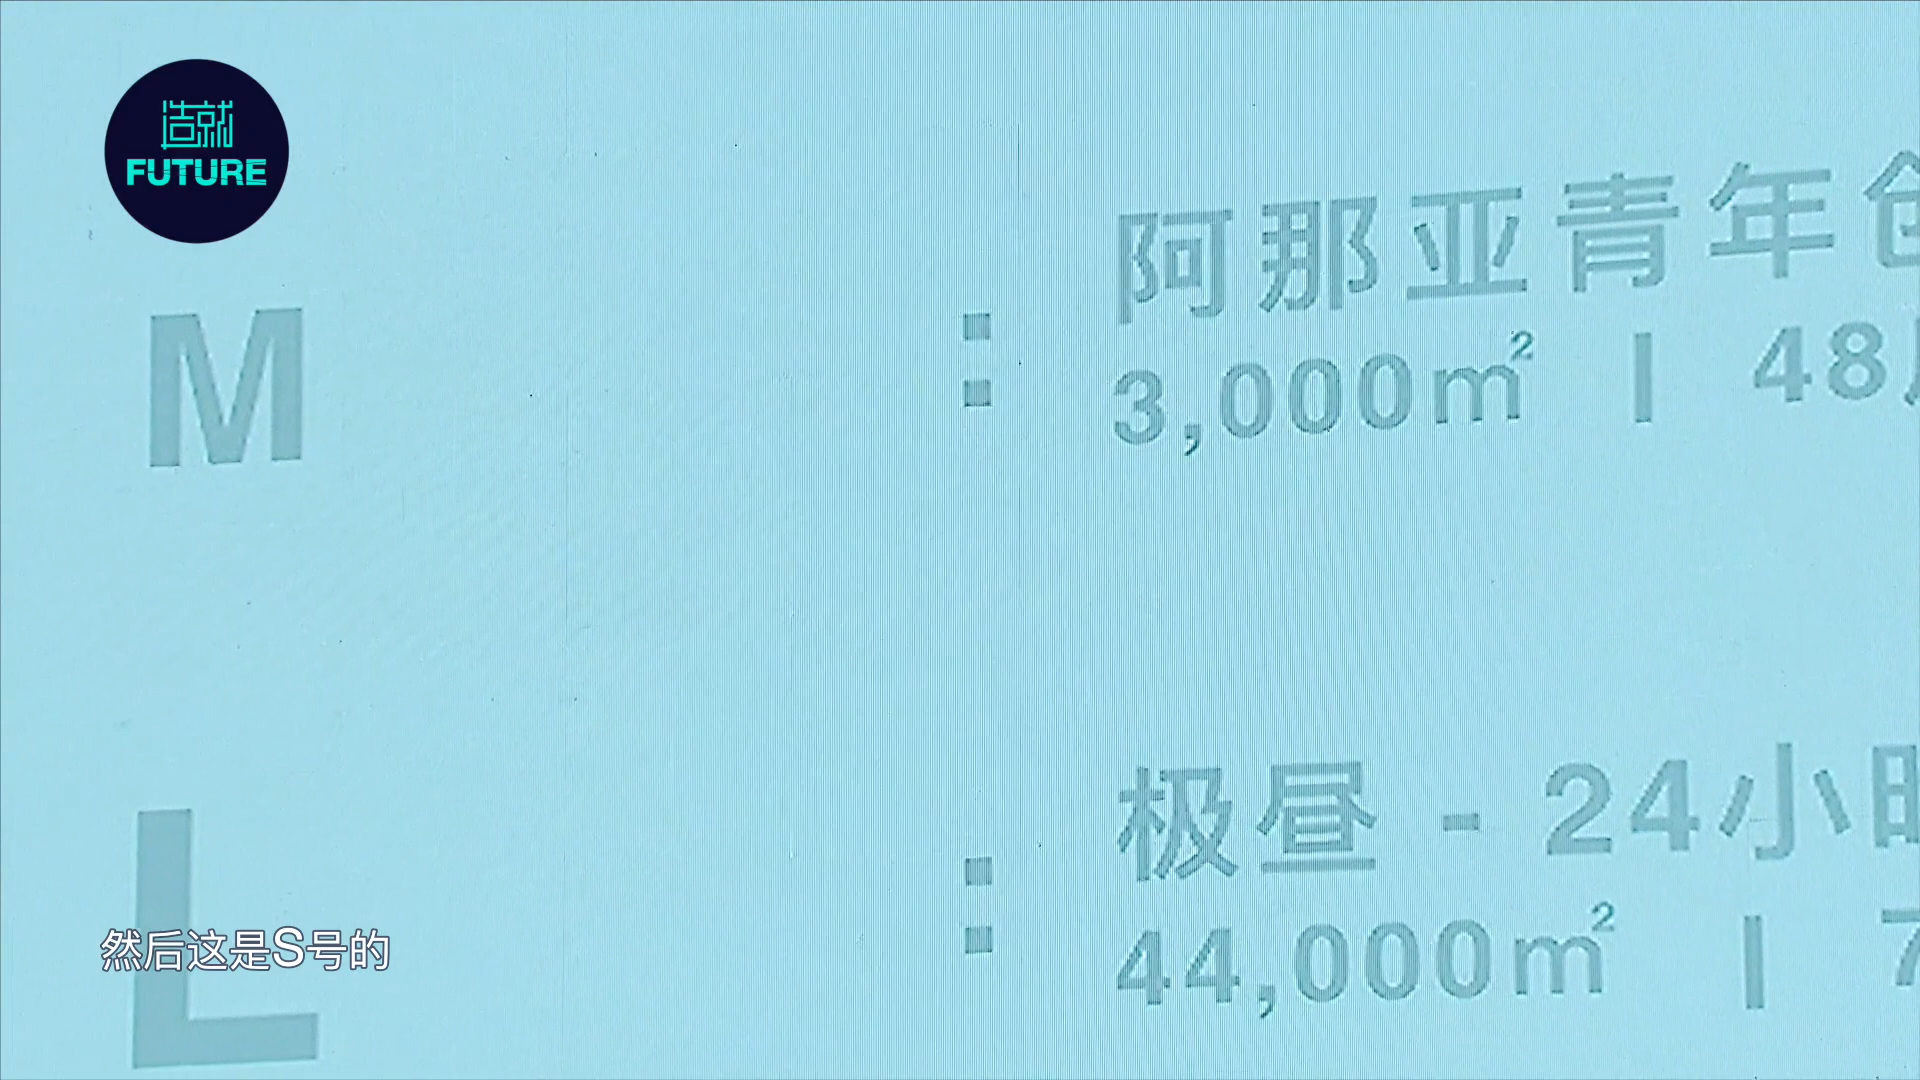 造就
FUTURE
M : 阿那亚青年
3,000m² | 48
L : 极昼 - 24小
44,000m² |
然后这是S号的